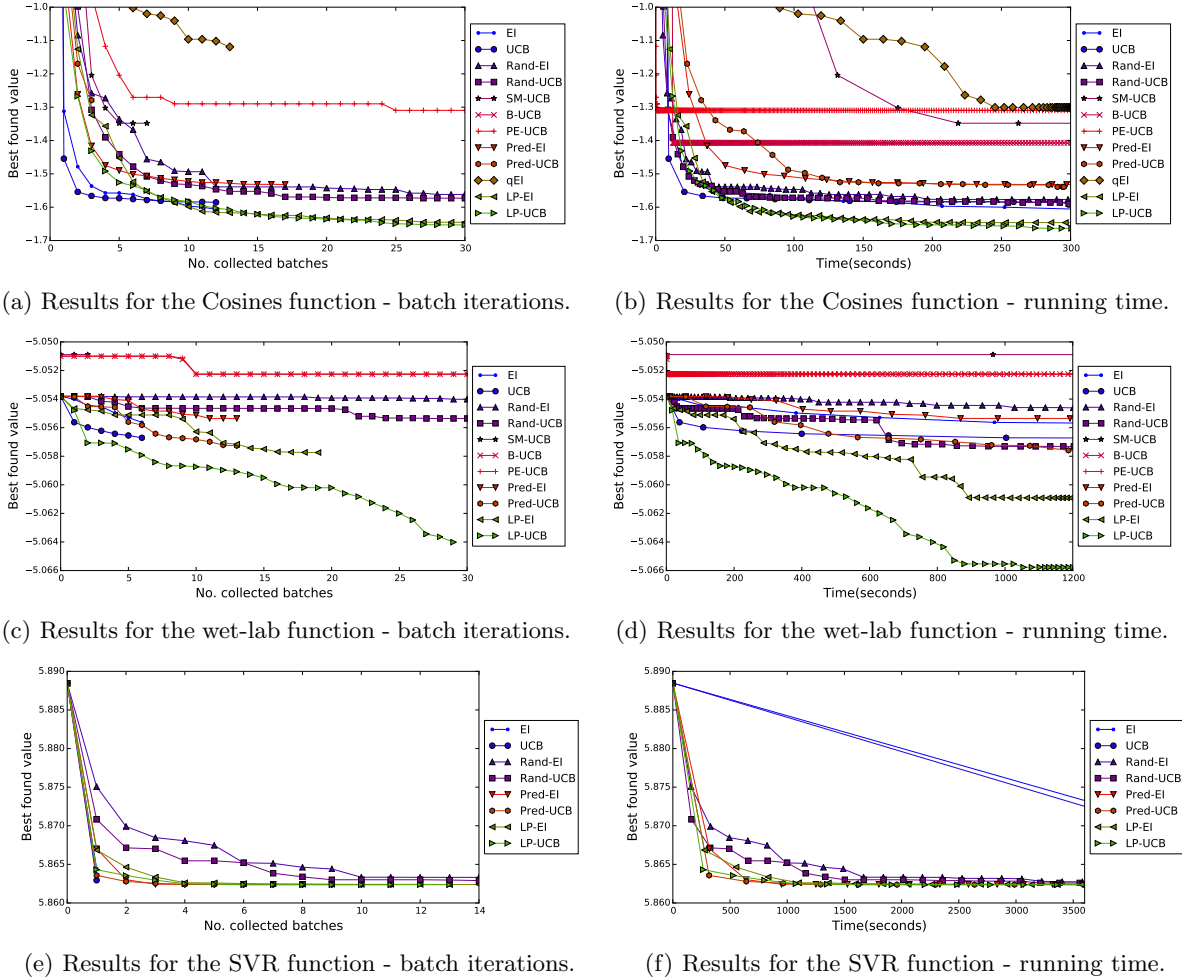 −1.0
−1.1
−1.2
−1.3
−1.4
−1.5
−1.6
−1.7
Best found value
0 5 10 15 20 25 30
No. collected batches
EI
UCB
Rand-EI
Rand-UCB
SM-UCB
B-UCB
PE-UCB
Pred-EI
Pred-UCB
qEI
LP-EI
LP-UCB
(a) Results for the Cosines function - batch iterations.
−1.0
−1.1
−1.2
−1.3
−1.4
−1.5
−1.6
−1.7
Best found value
0 50 100 150 200 250 300
Time(seconds)
EI
UCB
Rand-EI
Rand-UCB
SM-UCB
B-UCB
PE-UCB
Pred-EI
Pred-UCB
qEI
LP-EI
LP-UCB
(b) Results for the Cosines function - running time.
−5.050
−5.052
−5.054
−5.056
−5.058
−5.060
−5.062
−5.064
−5.066
Best found value
0 5 10 15 20 25 30
No. collected batches
EI
UCB
Rand-EI
Rand-UCB
SM-UCB
B-UCB
PE-UCB
Pred-EI
Pred-UCB
LP-EI
LP-UCB
(c) Results for the wet-lab function - batch iterations.
−5.050
−5.052
−5.054
−5.056
−5.058
−5.060
−5.062
−5.064
−5.066
Best found value
0 200 400 600 800 1000 1200
Time(seconds)
EI
UCB
Rand-EI
Rand-UCB
SM-UCB
B-UCB
PE-UCB
Pred-EI
Pred-UCB
LP-EI
LP-UCB
(d) Results for the wet-lab function - running time.
5.890
5.885
5.880
5.875
5.870
5.865
5.860
Best found value
0 2 4 6 8 10 12 14
No. collected batches
EI
UCB
Rand-EI
Rand-UCB
Pred-EI
Pred-UCB
LP-EI
LP-UCB
(e) Results for the SVR function - batch iterations.
5.890
5.885
5.880
5.875
5.870
5.865
5.860
Best found value
0 500 1000 1500 2000 2500 3000 3500
Time(seconds)
EI
UCB
Rand-EI
Rand-UCB
Pred-EI
Pred-UCB
LP-EI
LP-UCB
(f) Results for the SVR function - running time.